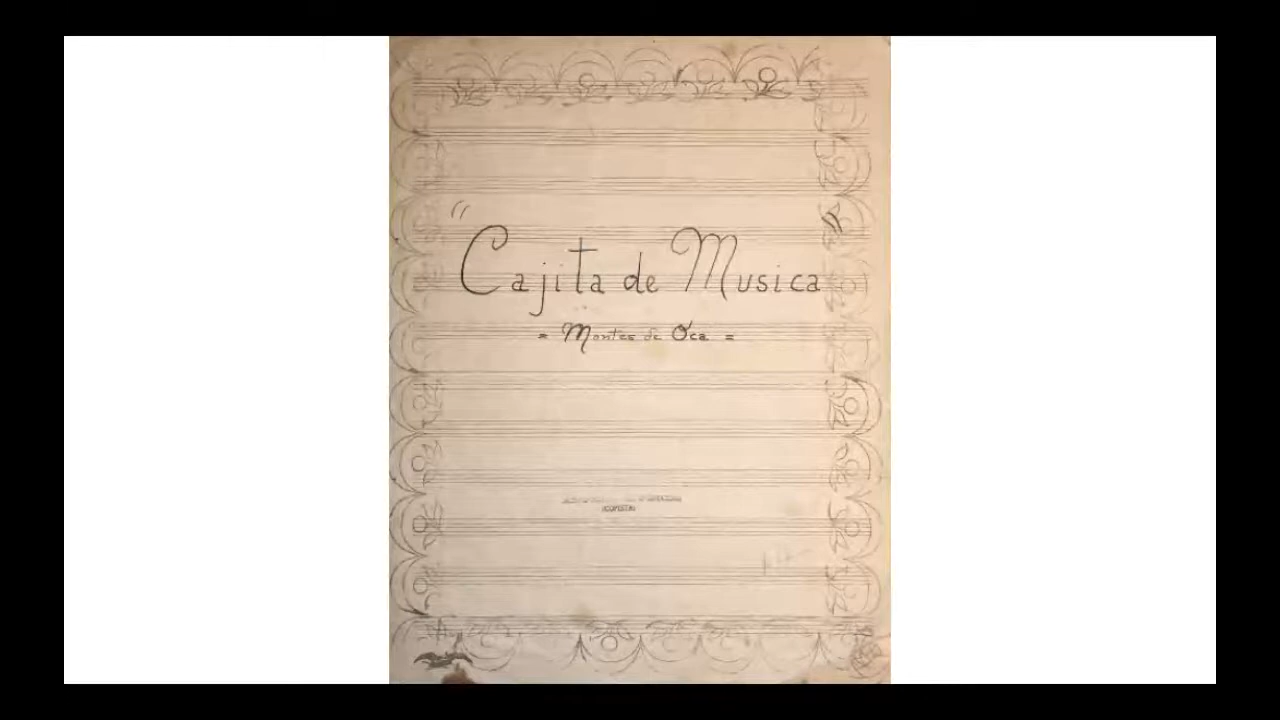 "Cajita de Musica
= Montes de Oca =